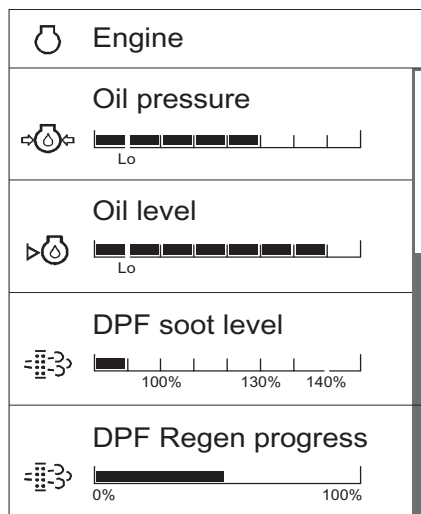 Engine
Oil pressure
Lo
Oil level
Lo
DPF soot level
100% 130% 140%
DPF Regen progress
0% 100%